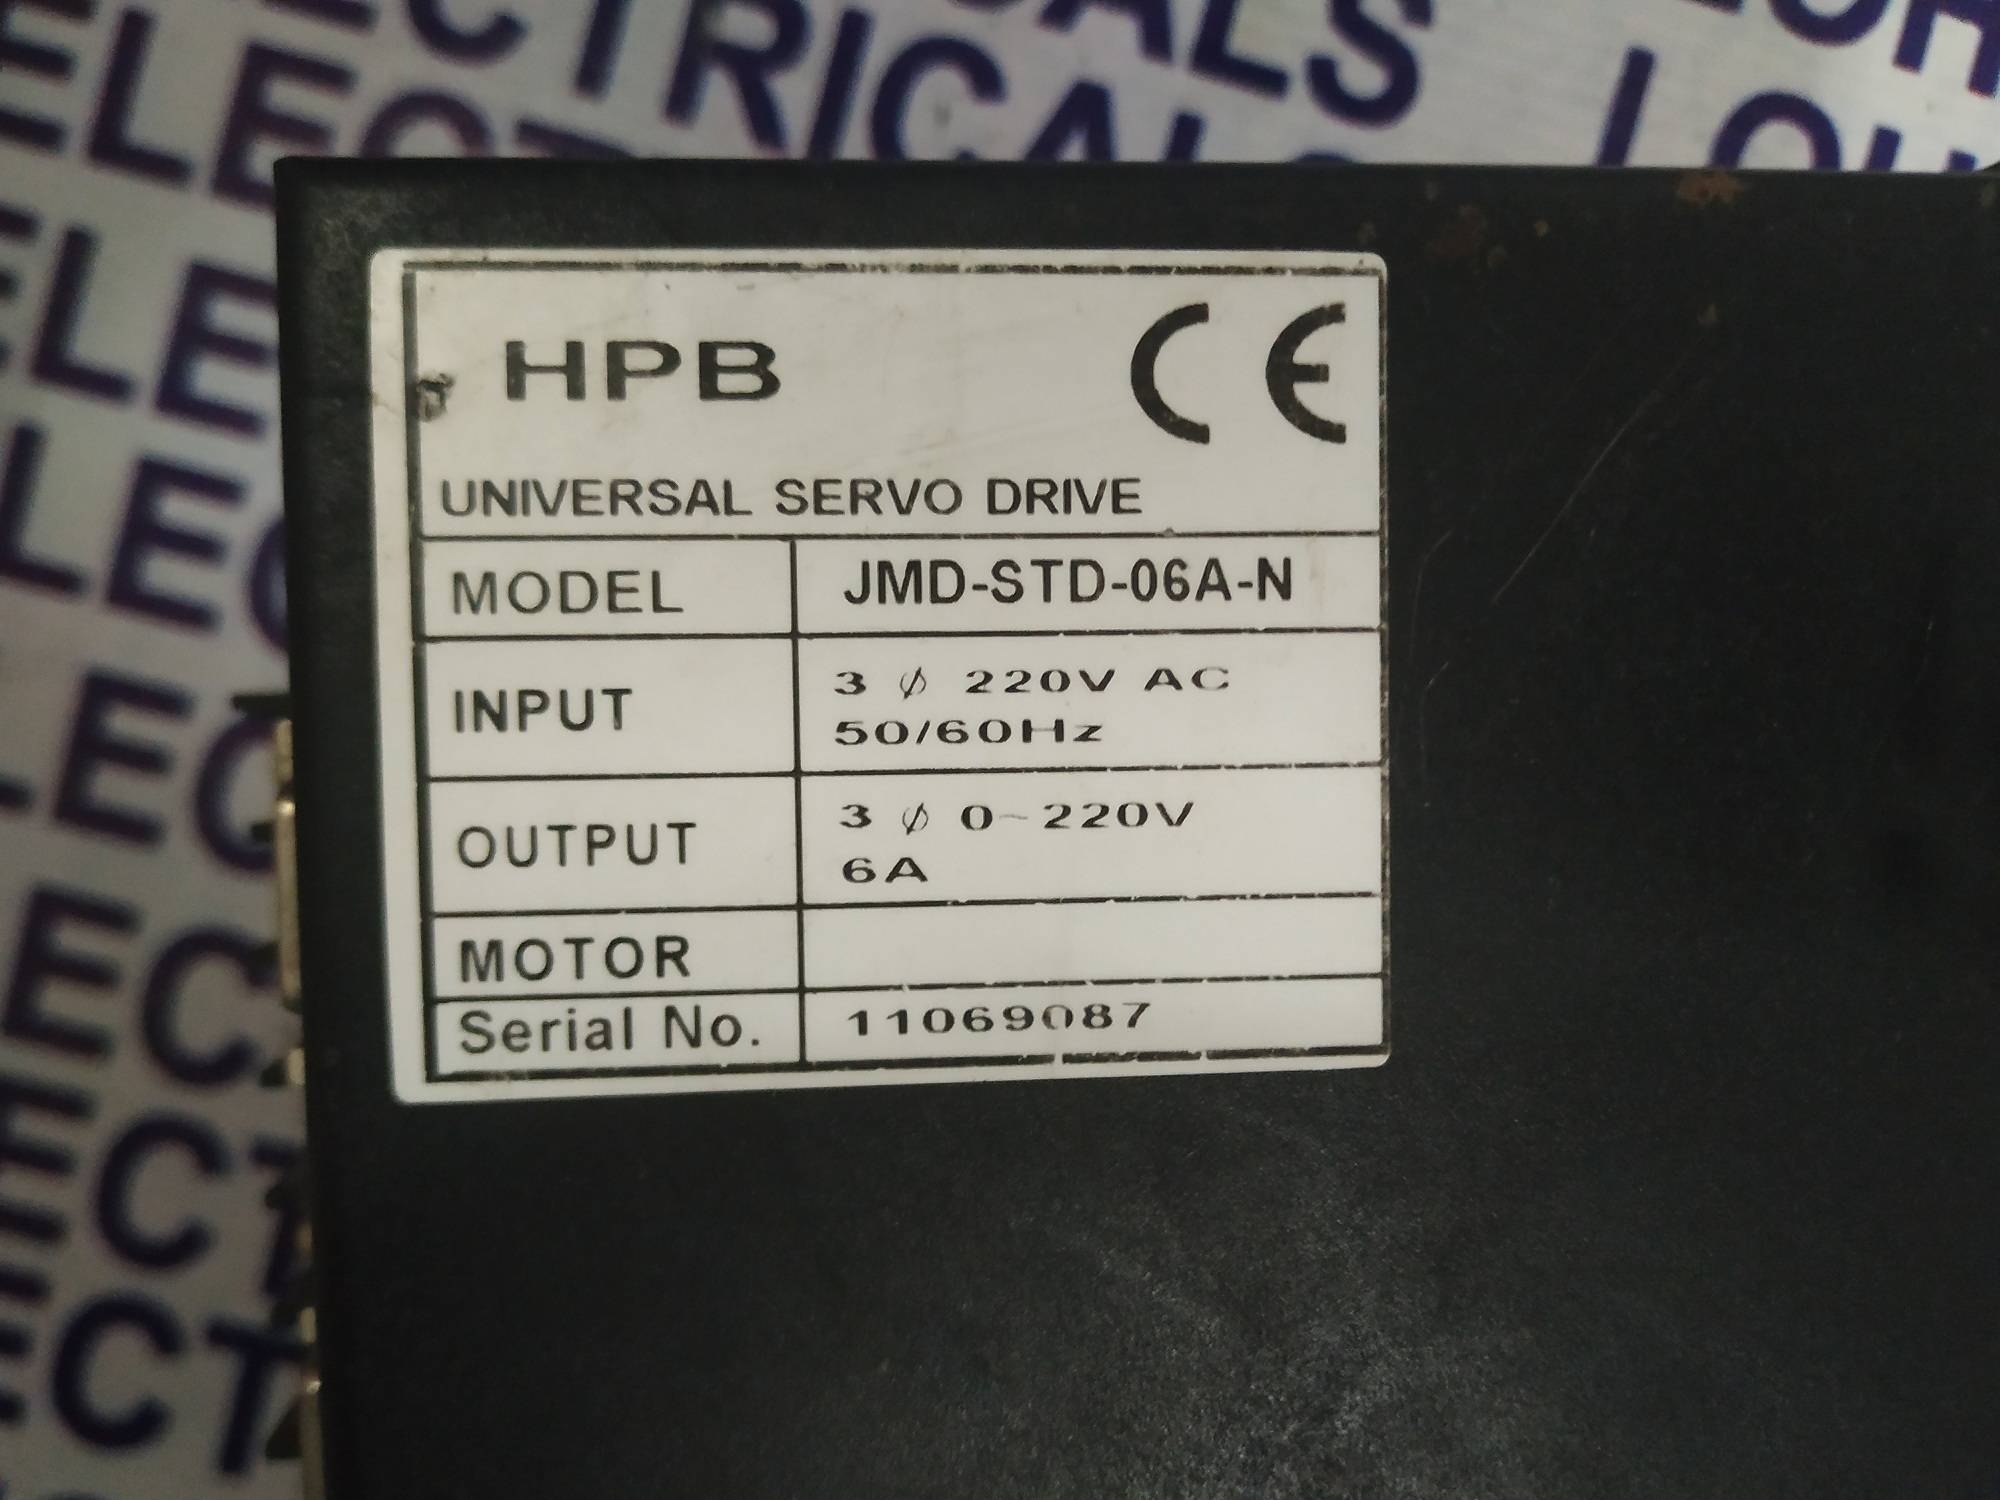 ELECTRICALS
HPB
CE
UNIVERSAL SERVO DRIVE
MODEL JMD-STD-06A-N
INPUT 3 ∅ 220V AC
50/60Hz
OUTPUT 3 ∅ 0~220V
6A
MOTOR
Serial No. 11069087